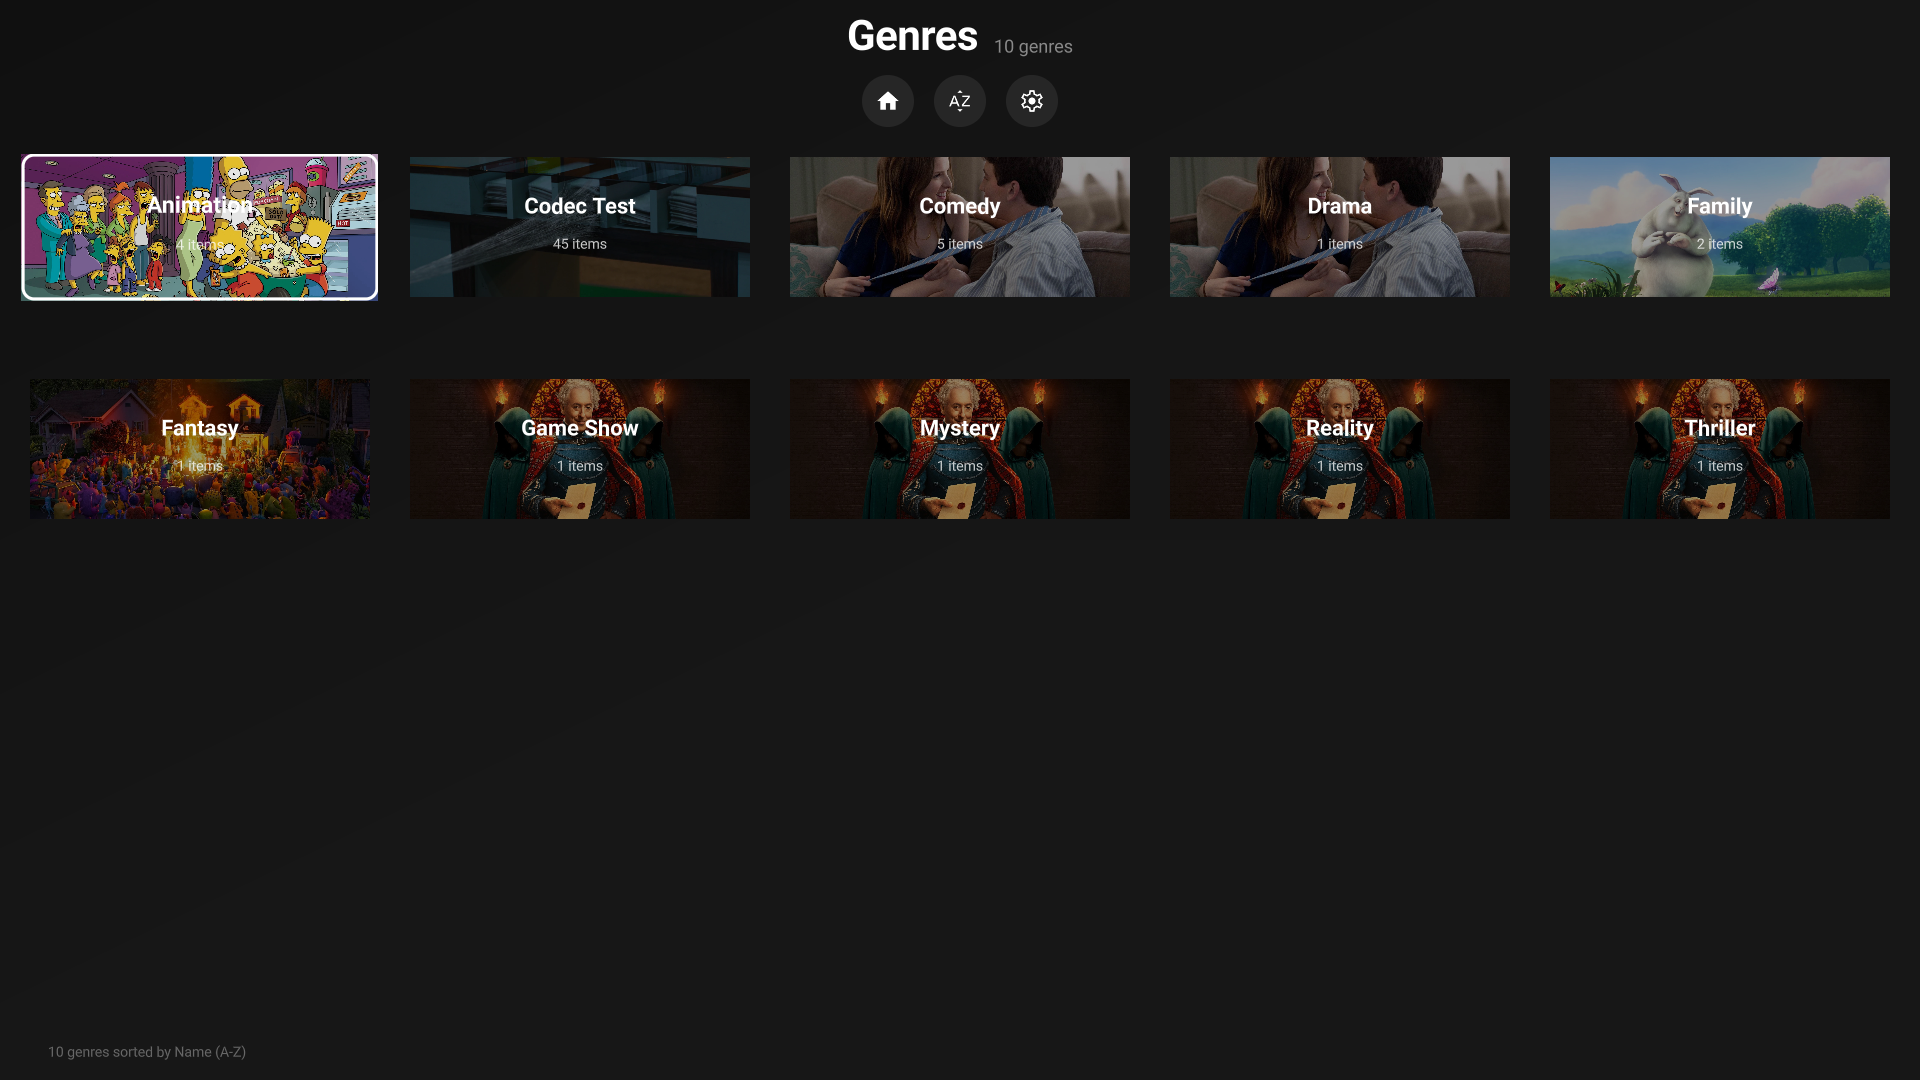 Genres 10 genres
AZ
Animation
4 items
Codec Test
45 items
Comedy
5 items
Drama
1 items
Family
2 items
Fantasy
1 items
Game Show
1 items
Mystery
1 items
Reality
1 items
Thriller
1 items
10 genres sorted by Name (A-Z)